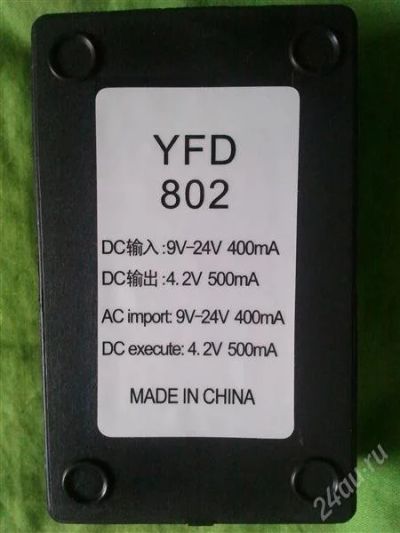 YFD
802
DC输入:9V-24V 400mA
DC输出:4.2V 500mA
AC import: 9V-24V 400mA
DC execute: 4.2V 500mA
MADE IN CHINA
24au.ru